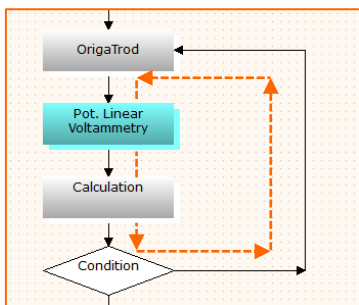 OrigaTrod
Pot. Linear
Voltammetry
Calculation
Condition